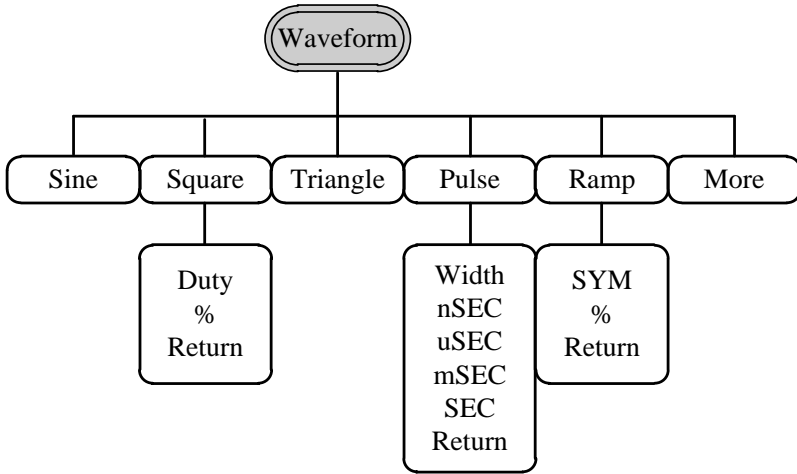 Waveform
Sine
Square
Triangle
Pulse
Ramp
More
Duty
%
Return
Width
nSEC
uSEC
mSEC
SEC
Return
SYM
%
Return